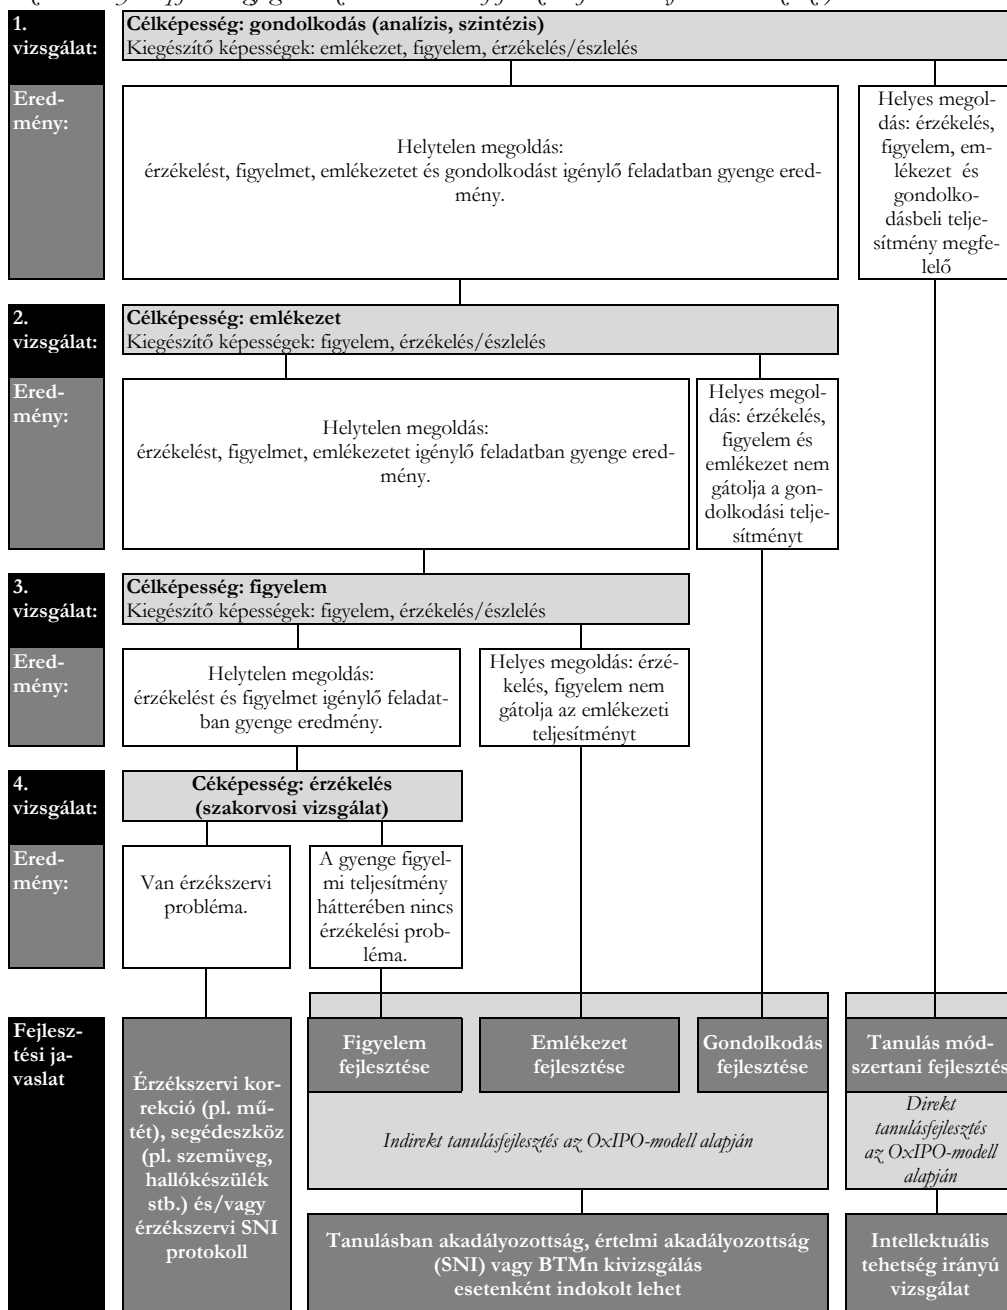 1.
vizsgálat:
Célképesség: gondolkodás (analízis, szintézis)
Kiegészítő képességek: emlékezet, figyelem, érzékelés/észlelés
Ered-
mény:
Helytelen megoldás:
érzékelést, figyelmet, emlékezetet és gondolkodást igénylő feladatban gyenge ered-
mény.
Helyes megol-
dás: érzékelés,
figyelem, em-
lékezet és
gondolko-
dásbeli telje-
sítmény megfe-
lelő
2.
vizsgálat:
Célképesség: emlékezet
Kiegészítő képességek: figyelem, érzékelés/észlelés
Ered-
mény:
Helytelen megoldás:
érzékelést, figyelmet, emlékezetet igénylő feladatban gyenge ered-
mény.
Helyes megol-
dás: érzékelés,
figyelem és
emlékezet nem
gátolja a gon-
dolkodási telje-
sítményt
3.
vizsgálat:
Célképesség: figyelem
Kiegészítő képességek: figyelem, érzékelés/észlelés
Ered-
mény:
Helytelen megoldás:
érzékelést és figyelmet igénylő feladat-
ban gyenge eredmény.
Helyes megoldás: érzé-
kelés, figyelem nem
gátolja az emlékezeti
teljesítményt
4.
vizsgálat:
Céképesség: érzékelés
(szakorvosi vizsgálat)
Ered-
mény:
Van érzékszervi
probléma.
A gyenge figyel-
mi teljesítmény
hátterében nincs
érzékelési prob-
léma.
Fejlesz-
tési ja-
vaslat
Érzékszervi kor-
rekció (pl. mű-
tét), segédeszköz
(pl. szemüveg,
hallókészülék
stb.) és/vagy
érzékszervi SNI
protokoll
Figyelem
fejlesztése
Emlékezet
fejlesztése
Gondolkodás
fejlesztése
Tanulás mód-
szertani fejlesztés
Indirekt tanulásfejlesztés az OxIPO-modell alapján
Direkt
tanulásfejlesztés
az OxIPO-modell
alapján
Tanulásban akadályozottság, értelmi akadályozottság
(SNI) vagy BTMn kivizsgálás
esetenként indokolt lehet
Intellektuális
tehetség irányú
vizsgálat